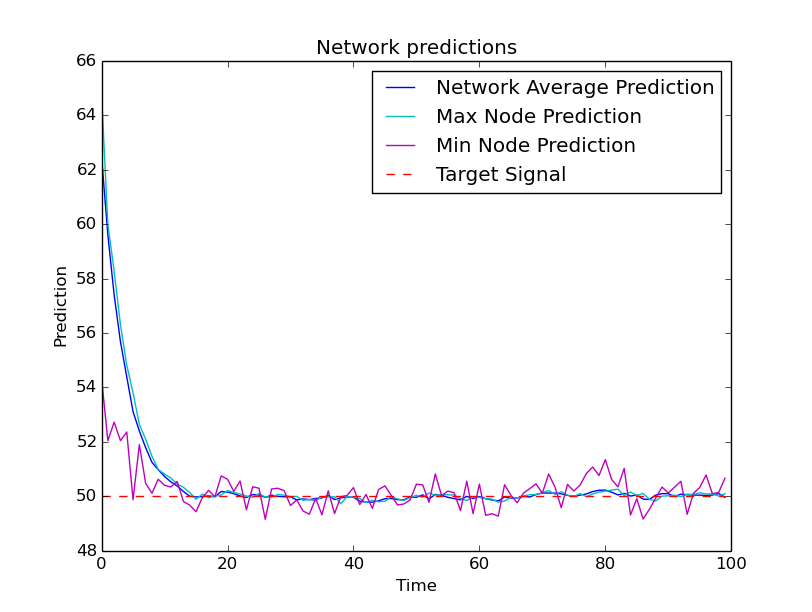 Network predictions
Network Average Prediction
Max Node Prediction
Min Node Prediction
Target Signal
66
64
62
60
58
56
54
52
50
48
Prediction
0 20 40 60 80 100
Time